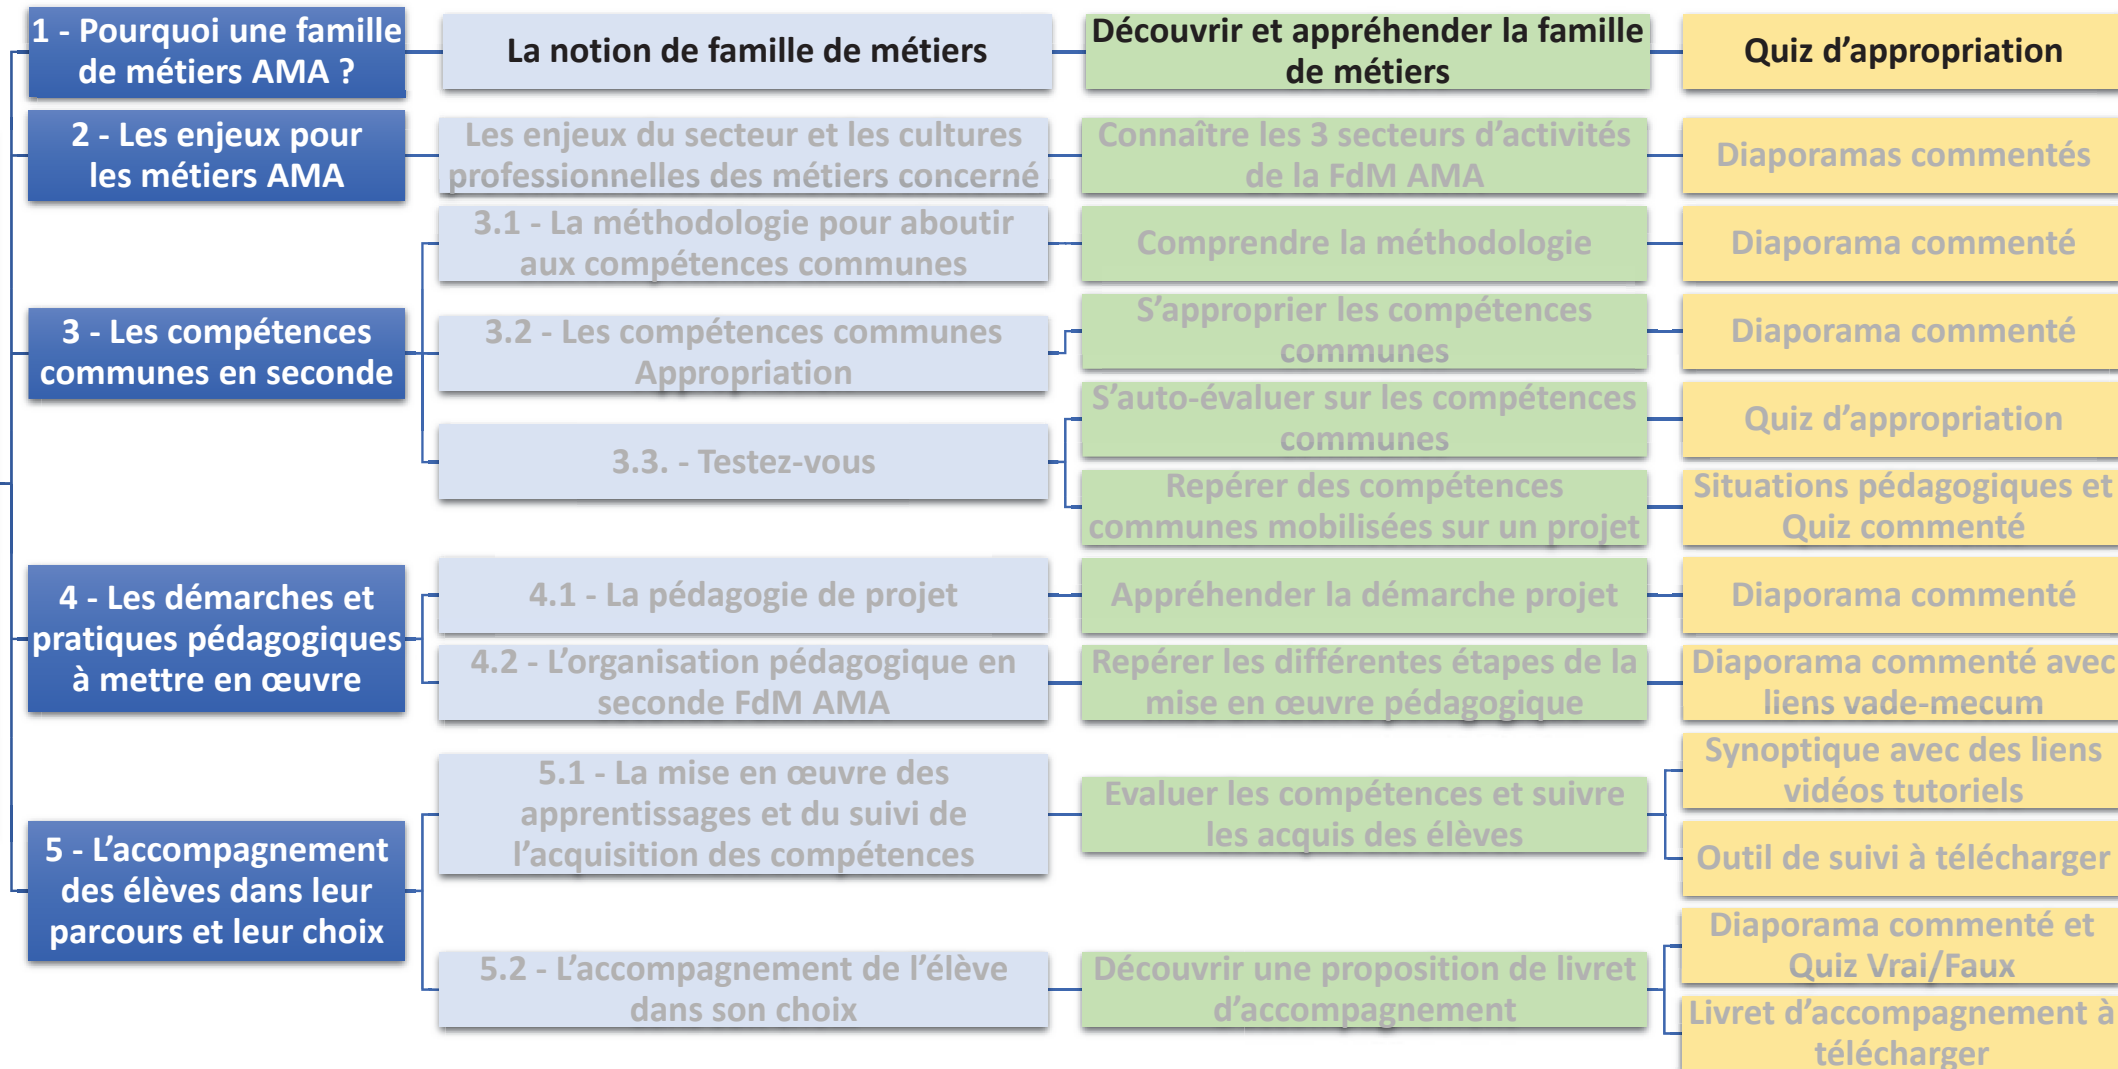 1 - Pourquoi une famille
de métiers AMA ?
La notion de famille de métiers
Découvrir et appréhender la famille
de métiers
Quiz d'appropriation
2 - Les enjeux pour
les métiers AMA
Les enjeux du secteur et les cultures
professionnelles des métiers concerné
Connaître les 3 secteurs d’activités
de la FdM AMA
Diaporamas commentés
3 - Les compétences
communes en seconde
3.1 - La méthodologie pour aboutir
aux compétences communes
Comprendre la méthodologie
Diaporama commenté
3.2 - Les compétences communes
Appropriation
S’approprier les compétences
communes
Diaporama commenté
3.3. - Testez-vous
S’auto-évaluer sur les compétences
communes
Quiz d’appropriation
Repérer des compétences
communes mobilisées sur un projet
Situations pédagogiques et
Quiz commenté
4 - Les démarches et
pratiques pédagogiques
à mettre en œuvre
4.1 - La pédagogie de projet
Appréhender la démarche projet
Diaporama commenté
4.2 - L’organisation pédagogique en
seconde FdM AMA
Repérer les différentes étapes de la
mise en œuvre pédagogique
Diaporama commenté avec
liens vade-mecum
5 - L’accompagnement
des élèves dans leur
parcours et leur choix
5.1 - La mise en œuvre des
apprentissages et du suivi de
l’acquisition des compétences
Evaluer les compétences et suivre
les acquis des élèves
Synoptique avec des liens
vidéos tutoriels
Outil de suivi à télécharger
5.2 - L’accompagnement de l’élève
dans son choix
Découvrir une proposition de livret
d’accompagnement
Diaporama commenté et
Quiz Vrai/Faux
Livret d’accompagnement à
télécharger